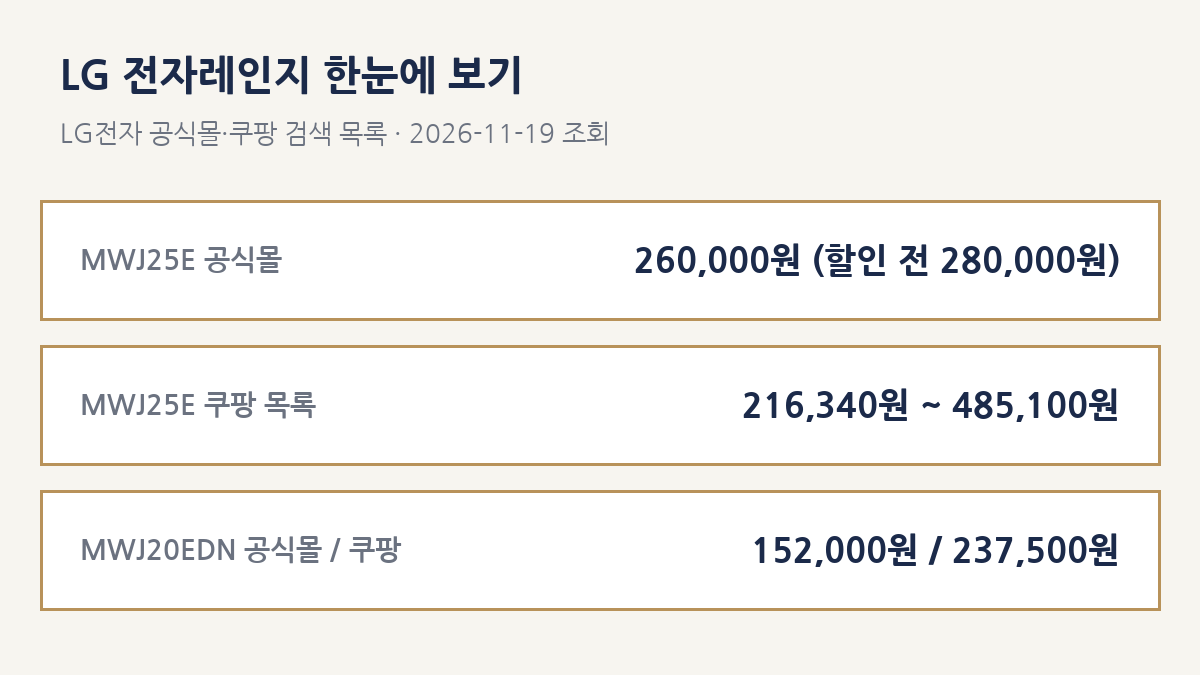 LG 전자레인지 한눈에 보기
LG전자 공식몰·쿠팡 검색 목록 · 2026-11-19 조회
MWJ25E 공식몰 260,000원 (할인 전 280,000원)
MWJ25E 쿠팡 목록 216,340원 ~ 485,100원
MWJ20EDN 공식몰 / 쿠팡 152,000원 / 237,500원